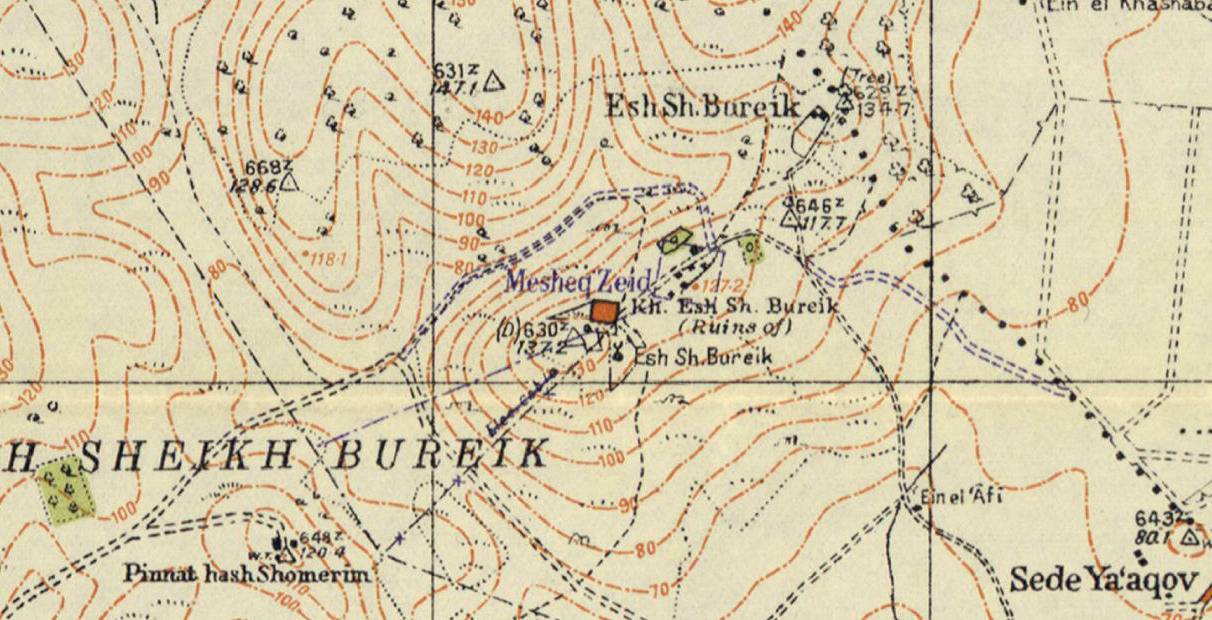 130
140
Ein el Khashaba
130
120
110
100
90
631z
147.1
140
130
120
110
100
90
80
Esh Sh. Bureik
(Tree)
629z
134.7
668z
128.6
118.1
80
646z
117.7
Mesheq Zeid
127.2
Kh. Esh Sh. Bureik
(Ruins of)
(D) 630z
137.2
Esh Sh. Bureik
80
120
110
130
120
110
100
90
80
70
H SHEIKH BUREIK
100
Ein el 'Afi
643z
80.1
w.t.
648z
120.4
Pinnat hash Shomerim
110
100
Sede Ya'aqov
70